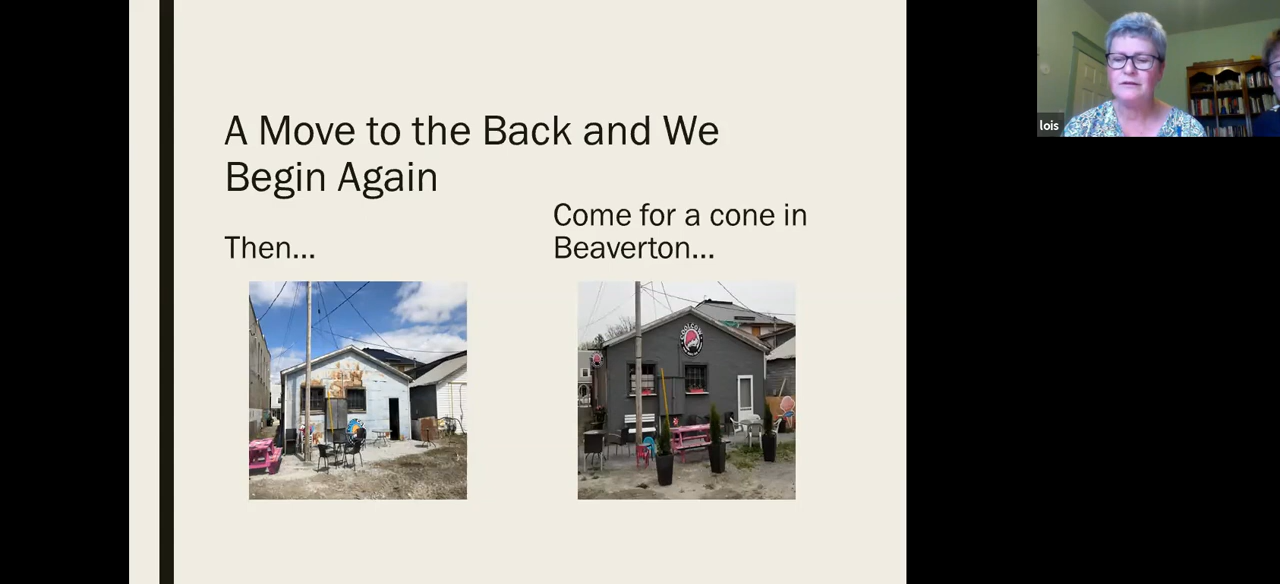 A Move to the Back and We
Begin Again
Then...
Come for a cone in
Beaverton...
lois